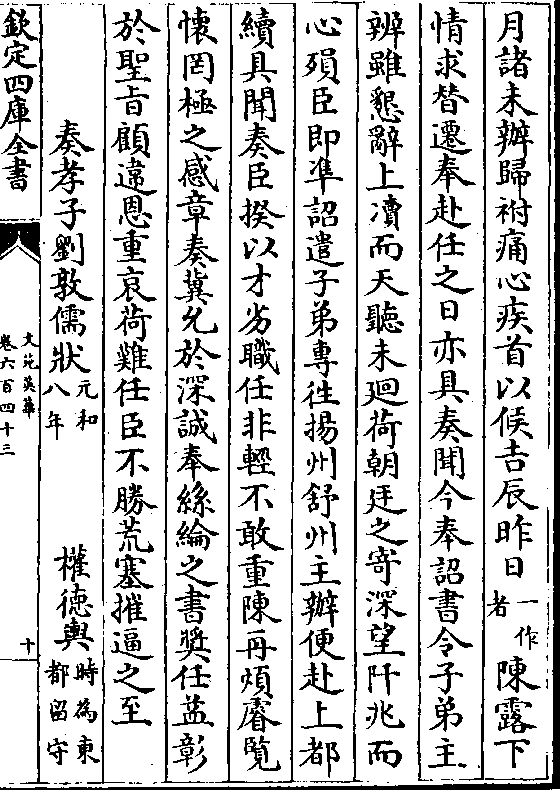 月諸未辦歸祔痛心疾首以候吉辰昨日一作者陳露下
情求替遷奉赴任之日亦具奏聞今奉詔書令子弟主
辦雖懇辭上凟而天聽未廻荷朝廷之寄深望阡兆而
心殞臣即准詔遣子弟專往揚州舒州主辦便赴上都
續具聞奏臣揆以才劣職任非輕不敢重陳再煩睿覽
懷罔極之感章奏冀允於深誠奉絲綸之書奬任益彰
於聖旨顧違恩重哀荷難任臣不勝荒塞摧逼之至
奏孝子劉敦儒狀元和八年 權德輿時為東都留守
欽定四庫全書
文苑英華
卷六百四十三
十